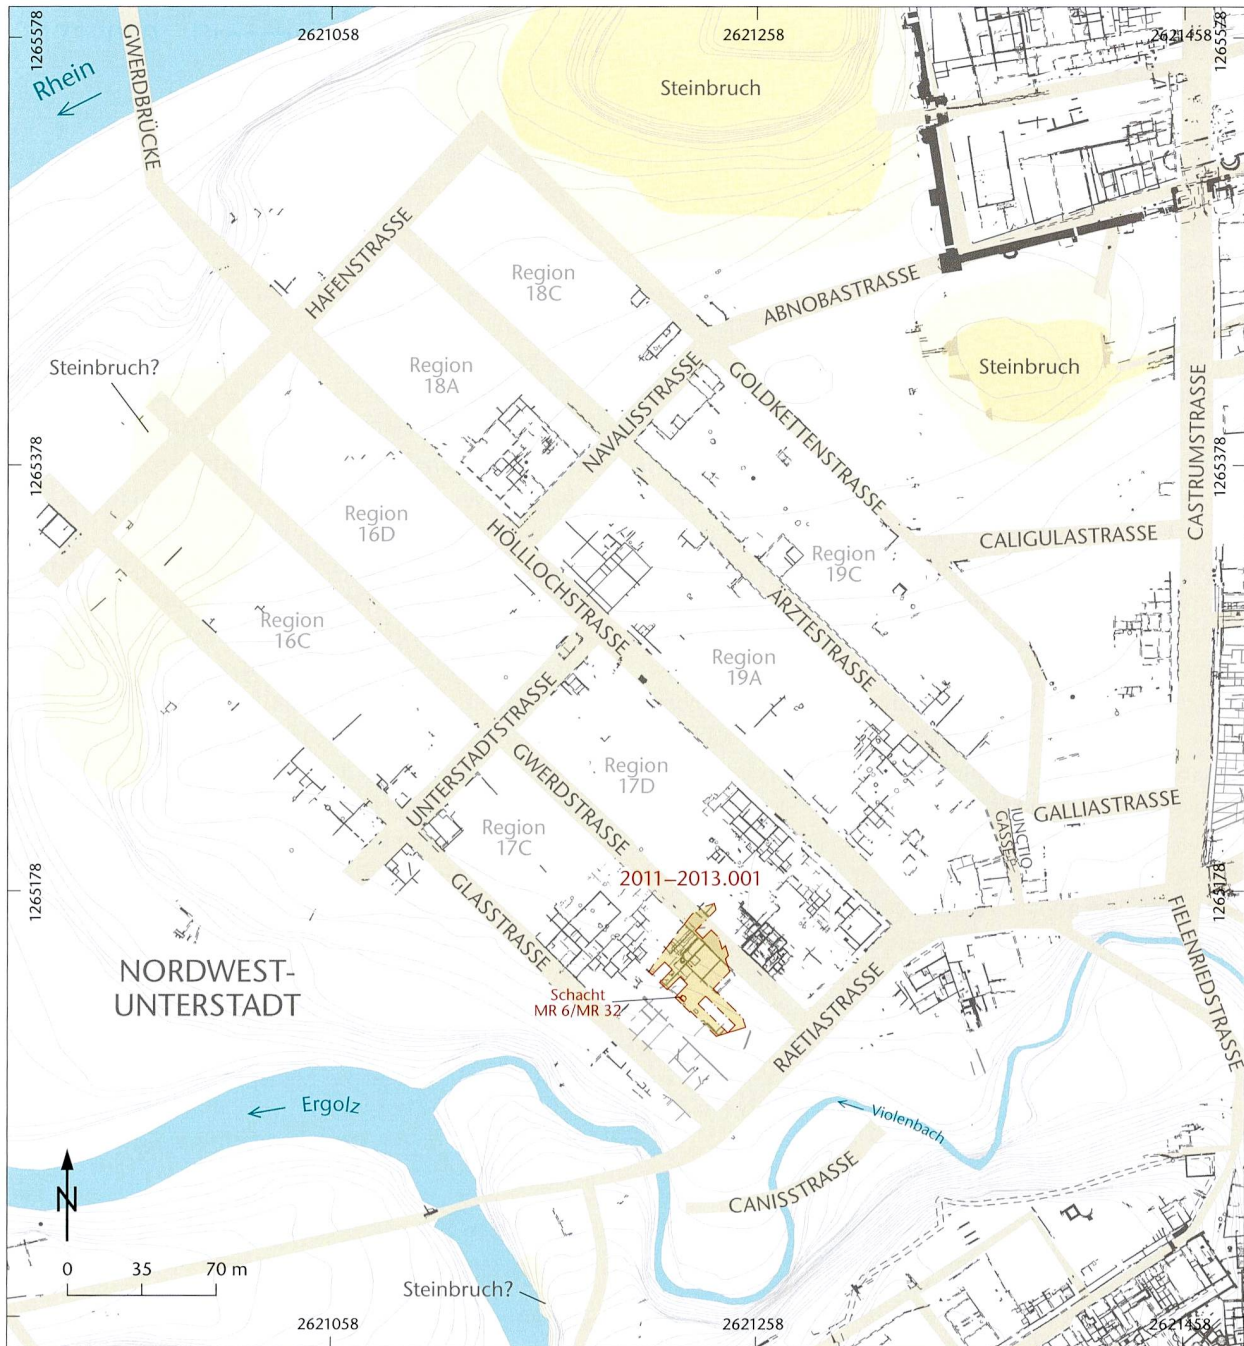 1265578
2621058
2621258
2621458
1265578
GWERDBRÜCKE
Rhein
Steinbruch
HAFENSTRASSE
Region
18C
ABNOBASTRASSE
Steinbruch?
Region
18A
Steinbruch
NAVALISSTRASSE
GOLDKETTENSTRASSE
CASTRUMSTRASSE
1265378
1265378
Region
16D
HÖLLLOCHSTRASSE
CALIGULASTRASSE
Region
19C
Region
16C
ÄRZTESTRASSE
Region
19A
UNTERSTADTSTRASSE
GWERDSTRASSE
Region
17D
GALLIASTRASSE
IUNCTIO
GASSE
Region
17C
2011–2013.001
1265178
1265178
GLASSTRASSE
FIELENRIEDSTRASSE
NORDWEST-
UNTERSTADT
Schacht
MR 6/MR 32
RAETIASTRASSE
Ergolz
Violenbach
CANISSTRASSE
N
0 35 70 m
Steinbruch?
2621058
2621258
2621458